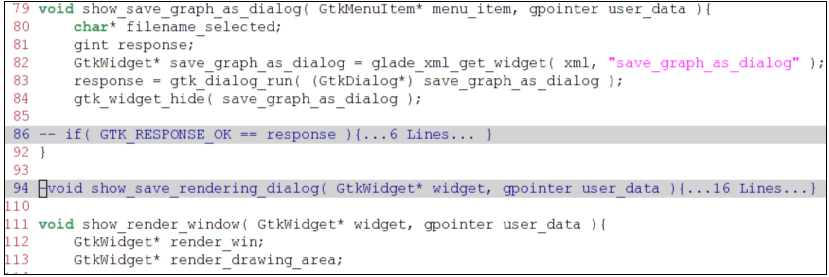 79 void show_save_graph_as_dialog( GtkMenuItem* menu_item, gpointer user_data ){
80     char* filename_selected;
81     gint response;
82     GtkWidget* save_graph_as_dialog = glade_xml_get_widget( xml, "save_graph_as_dialog" );
83     response = gtk_dialog_run( (GtkDialog*) save_graph_as_dialog );
84     gtk_widget_hide( save_graph_as_dialog );
85
86 -- if( GTK_RESPONSE_OK == response ){...6 Lines... }
92 }
93
94 -void show_save_rendering_dialog( GtkWidget* widget, gpointer user_data ){...16 Lines...}
110
111 void show_render_window( GtkWidget* widget, gpointer user_data ){
112     GtkWidget* render_win;
113     GtkWidget* render_drawing_area;